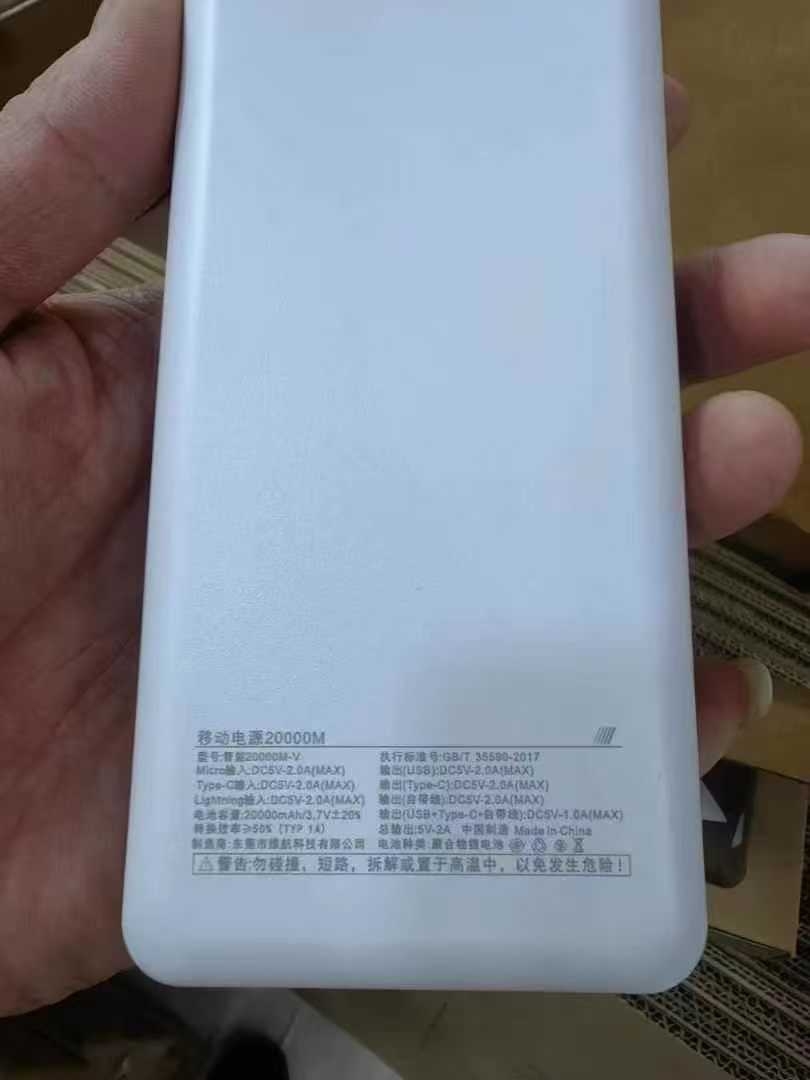 移动电源20000M
型号:智能20000M-V
Micro输入:DC5V-2.0A(MAX)
Type-C输入:DC5V-2.0A(MAX)
Lightning输入:DC5V-2.0A(MAX)
电池容量:20000mAh/3.7V±20%
转换效率≥50% (TYP 1A)
制造商:东莞市维航科技有限公司
执行标准号:GB/T 35590-2017
输出(USB):DC5V-2.0A(MAX)
输出(Type-C):DC5V-2.0A(MAX)
输出(自带线):DC5V-2.0A(MAX)
输出(USB+Type-C+自带线):DC5V-1.0A(MAX)
总输出:5V-2A 中国制造 Made in China
电池种类:聚合物锂电池
警告:勿碰撞，短路，拆解或置于高温中，以免发生危险！